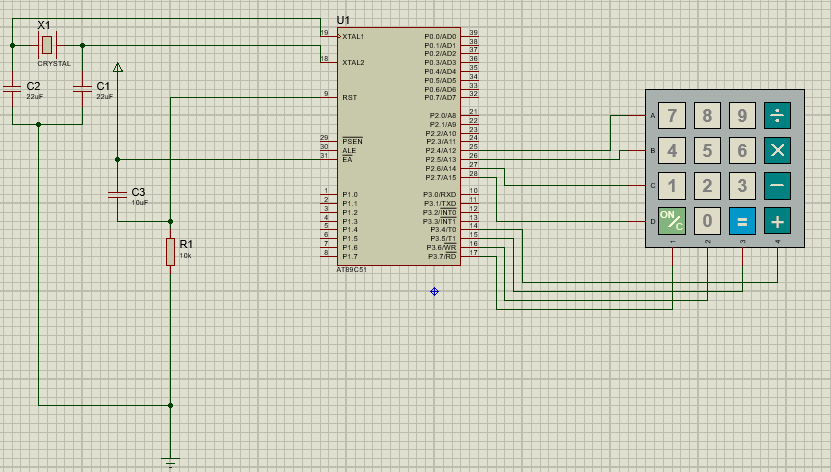 X1
CRYSTAL
C2
22uF
C1
22uF
C3
10uF
R1
10k
U1
19 XTAL1
18 XTAL2
9 RST
29 PSEN
30 ALE
31 EA
1 P1.0
2 P1.1
3 P1.2
4 P1.3
5 P1.4
6 P1.5
7 P1.6
8 P1.7
P0.0/AD0 39
P0.1/AD1 38
P0.2/AD2 37
P0.3/AD3 36
P0.4/AD4 35
P0.5/AD5 34
P0.6/AD6 33
P0.7/AD7 32
P2.0/A8 21
P2.1/A9 22
P2.2/A10 23
P2.3/A11 24
P2.4/A12 25
P2.5/A13 26
P2.6/A14 27
P2.7/A15 28
P3.0/RXD 10
P3.1/TXD 11
P3.2/INT0 12
P3.3/INT1 13
P3.4/T0 14
P3.5/T1 15
P3.6/WR 16
P3.7/RD 17
AT89C51
A 7 8 9 ÷
B 4 5 6 ×
C 1 2 3 −
D ON/C 0 = +
1 2 3 4